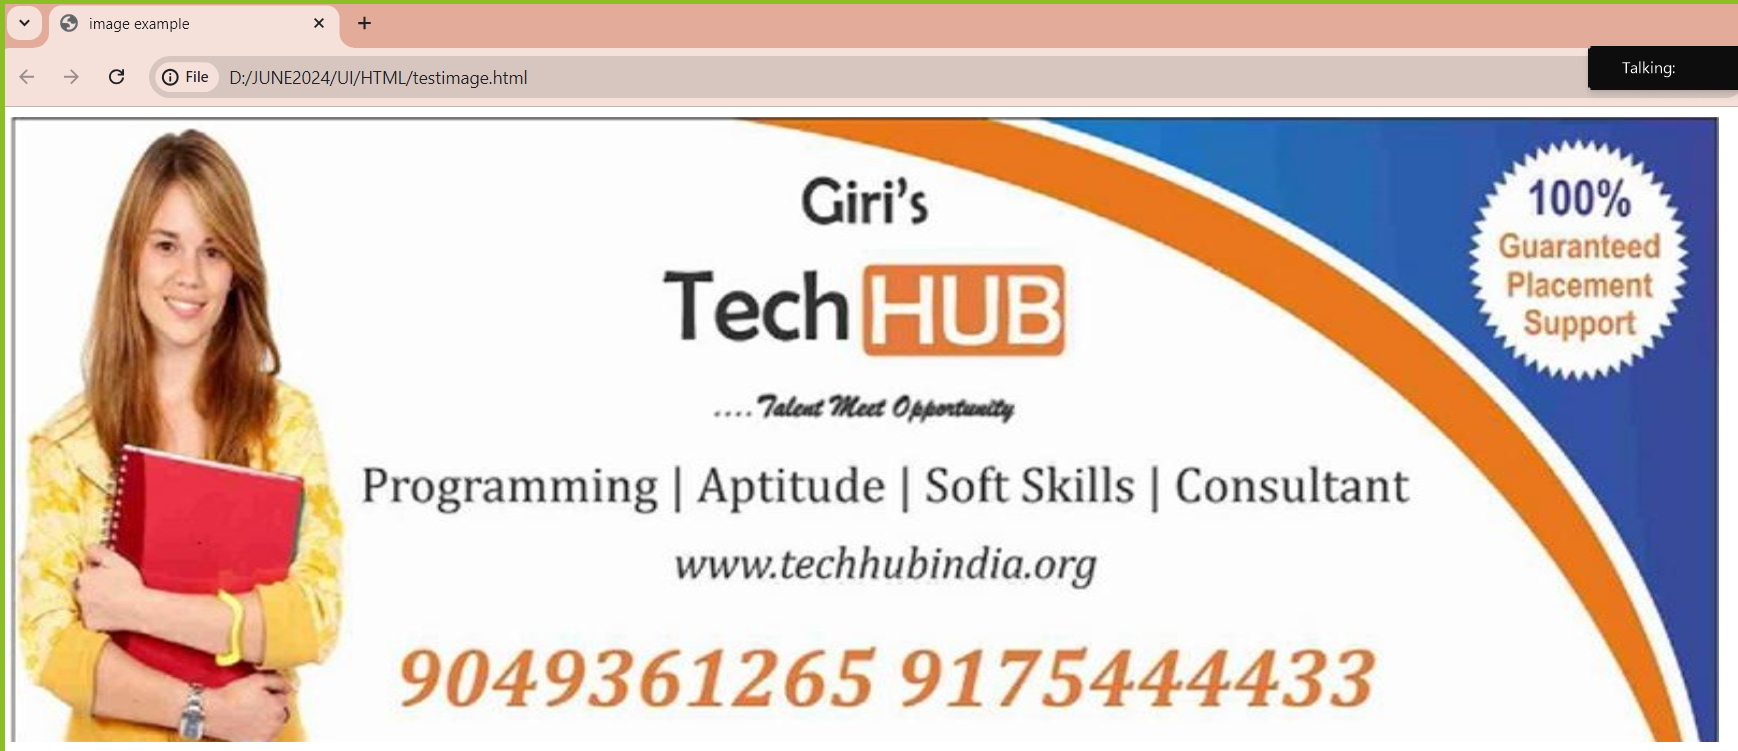 image example
File D:/JUNE2024/UI/HTML/testimage.html
Talking:
Giri's
Tech HUB
....Talent Meet Opportunity
Programming | Aptitude | Soft Skills | Consultant
www.techhubindia.org
9049361265 9175444433
100%
Guaranteed
Placement
Support